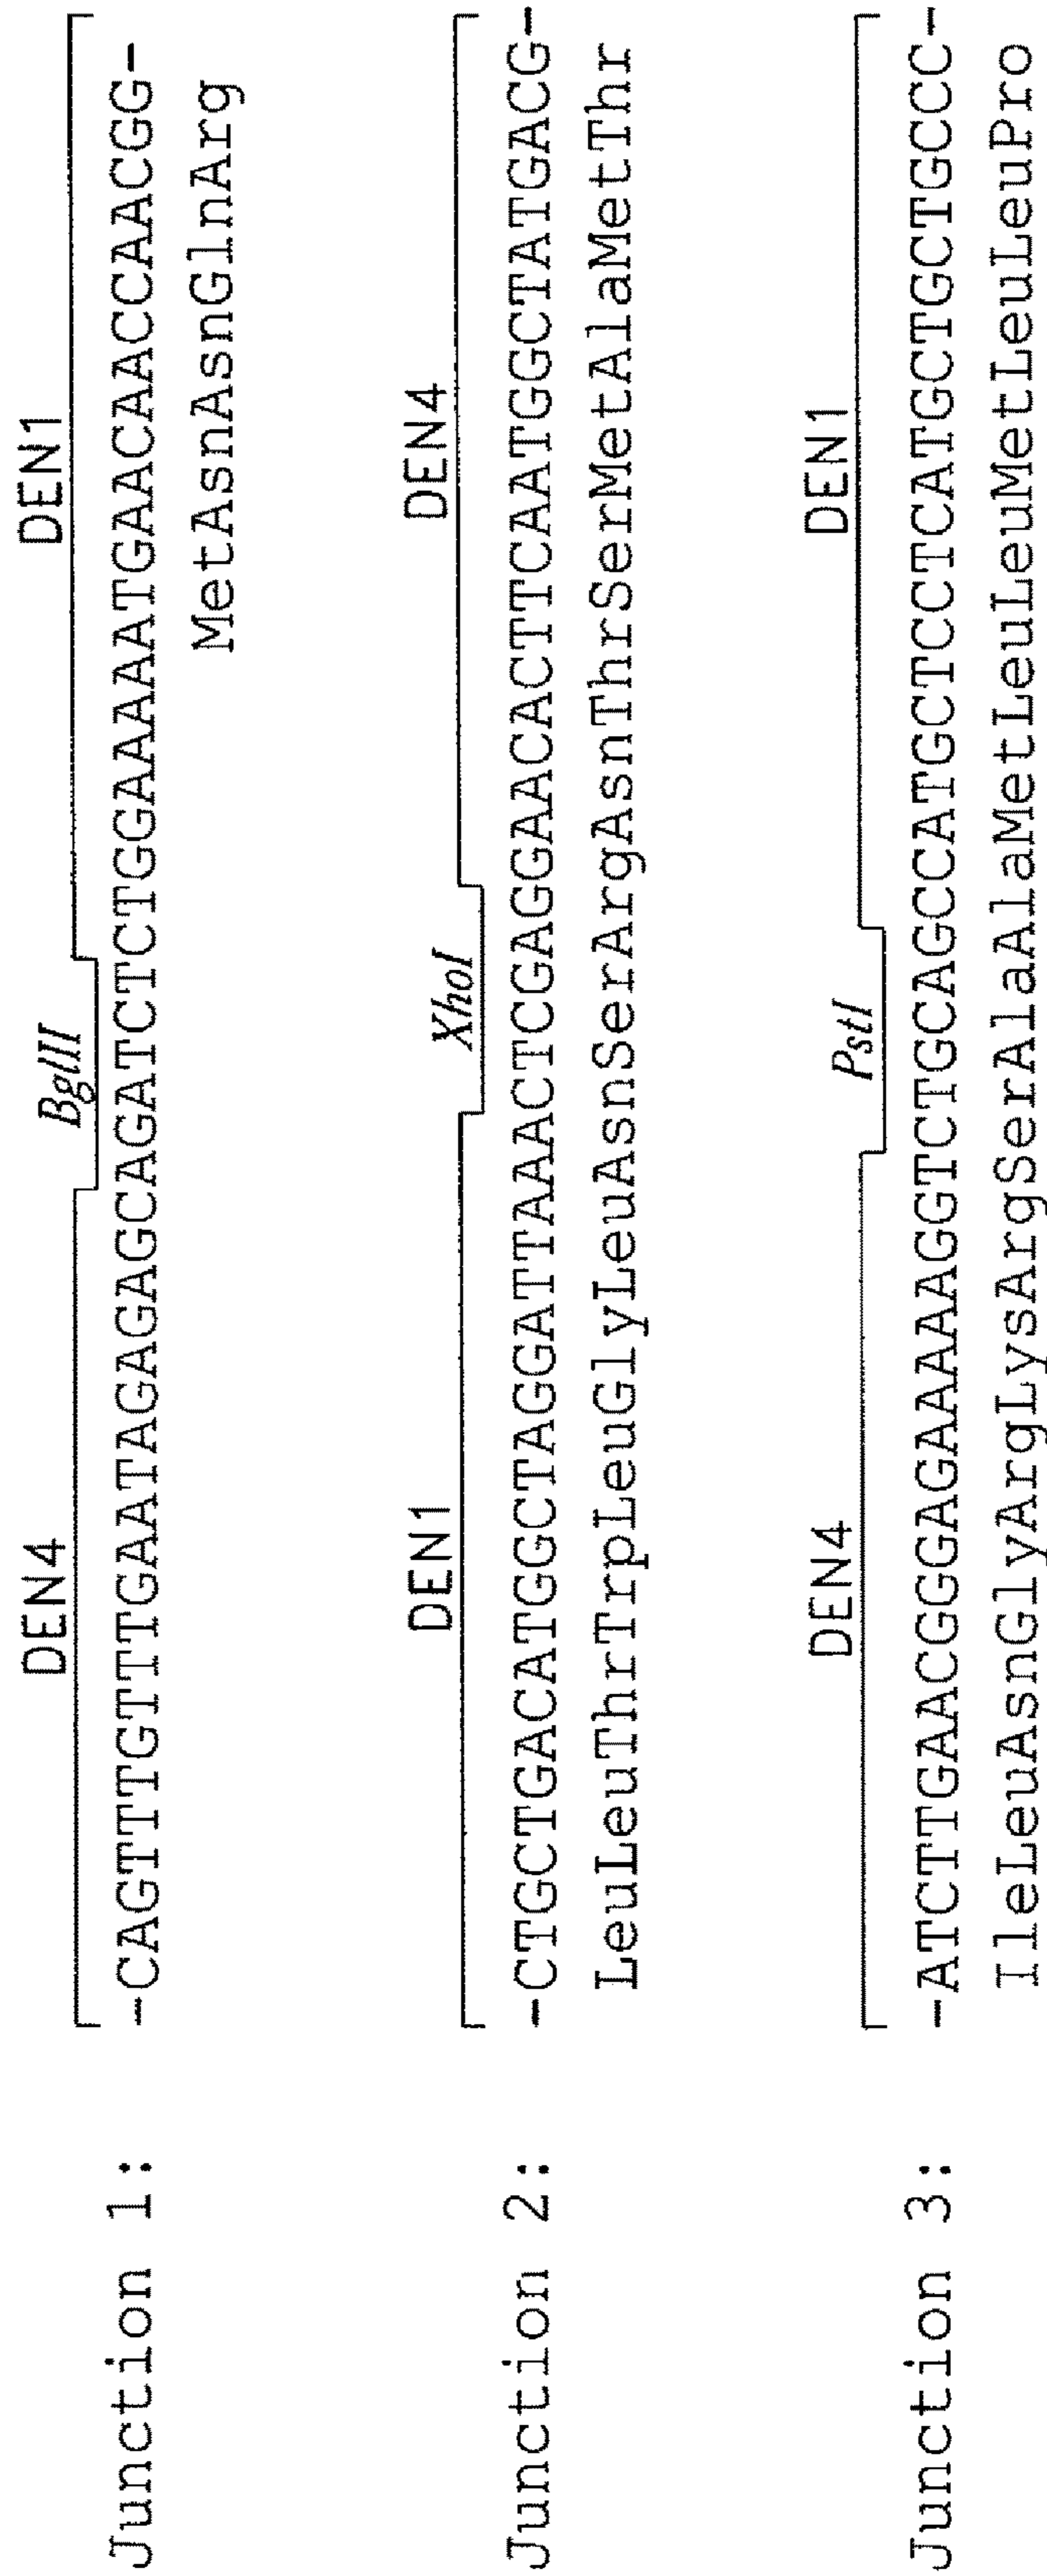 DEN4 BglII DEN1
Junction 1: -CAGTTTGTTTGAATAGAGAGCAGATCTCTGGAAAAATGAACAACCAACGG-
MetAsnAsnGlnArg
DEN1 XhoI DEN4
Junction 2: -CTGCTGACATGGCTAGGATTAAACTCGAGGAACACTTCAATGGCTATGACG-
LeuLeuThrTrpLeuGlyLeuAsnSerArgAsnThrSerMetAlaMetThr
DEN4 PstI DEN1
Junction 3: -ATCTTGAACGGGAGAAAAAGGTCTGCAGCCATGCTCCTCATGCTGCTGCCC-
IleLeuAsnGlyArgLysArgSerAlaAlaMetLeuLeuMetLeuLeuPro